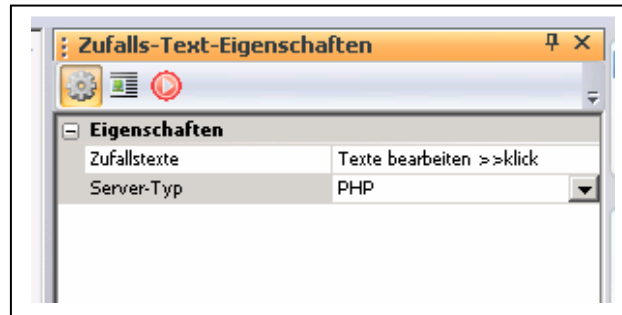 Zufalls-Text-Eigenschaften
Eigenschaften
Zufallstexte Texte bearbeiten >>klick
Server-Typ PHP